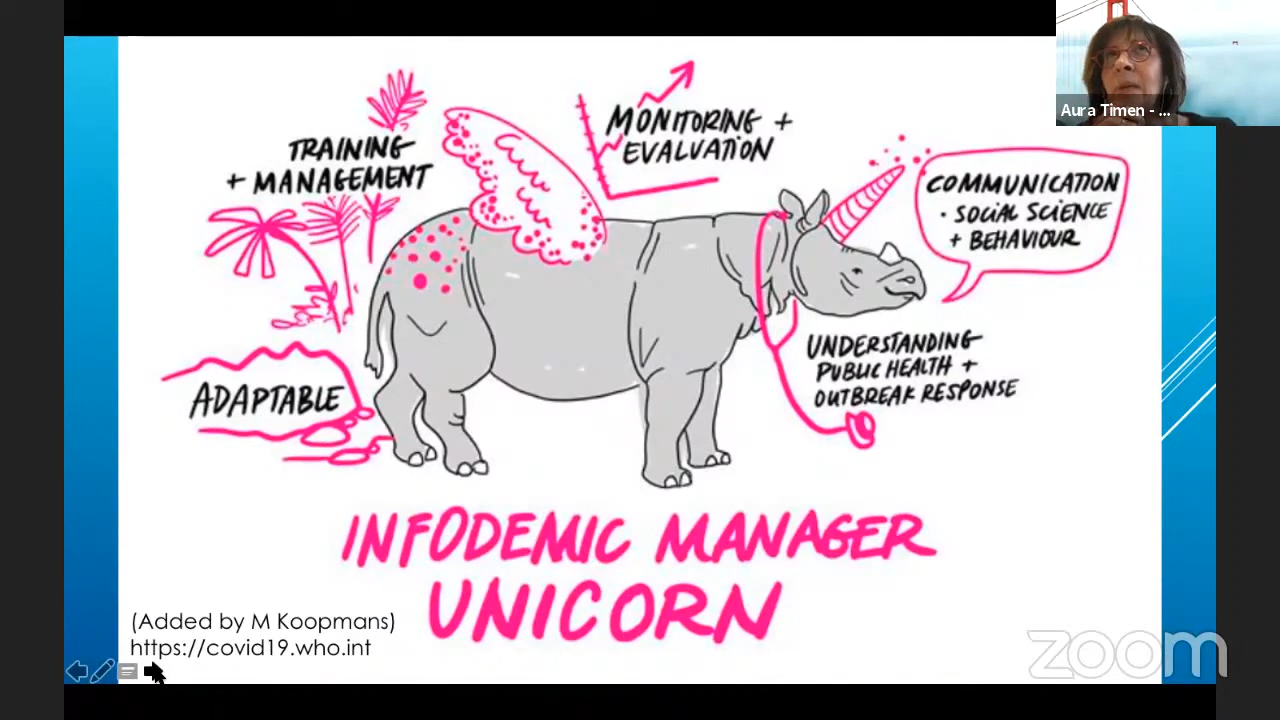 Aura Timen - ...
MONITORING +
EVALUATION
TRAINING
+ MANAGEMENT
COMMUNICATION
• SOCIAL SCIENCE
+ BEHAVIOUR
UNDERSTANDING
PUBLIC HEALTH +
OUTBREAK RESPONSE
ADAPTABLE
INFODEMIC MANAGER
UNICORN
(Added by M Koopmans)
https://covid19.who.int
zoom